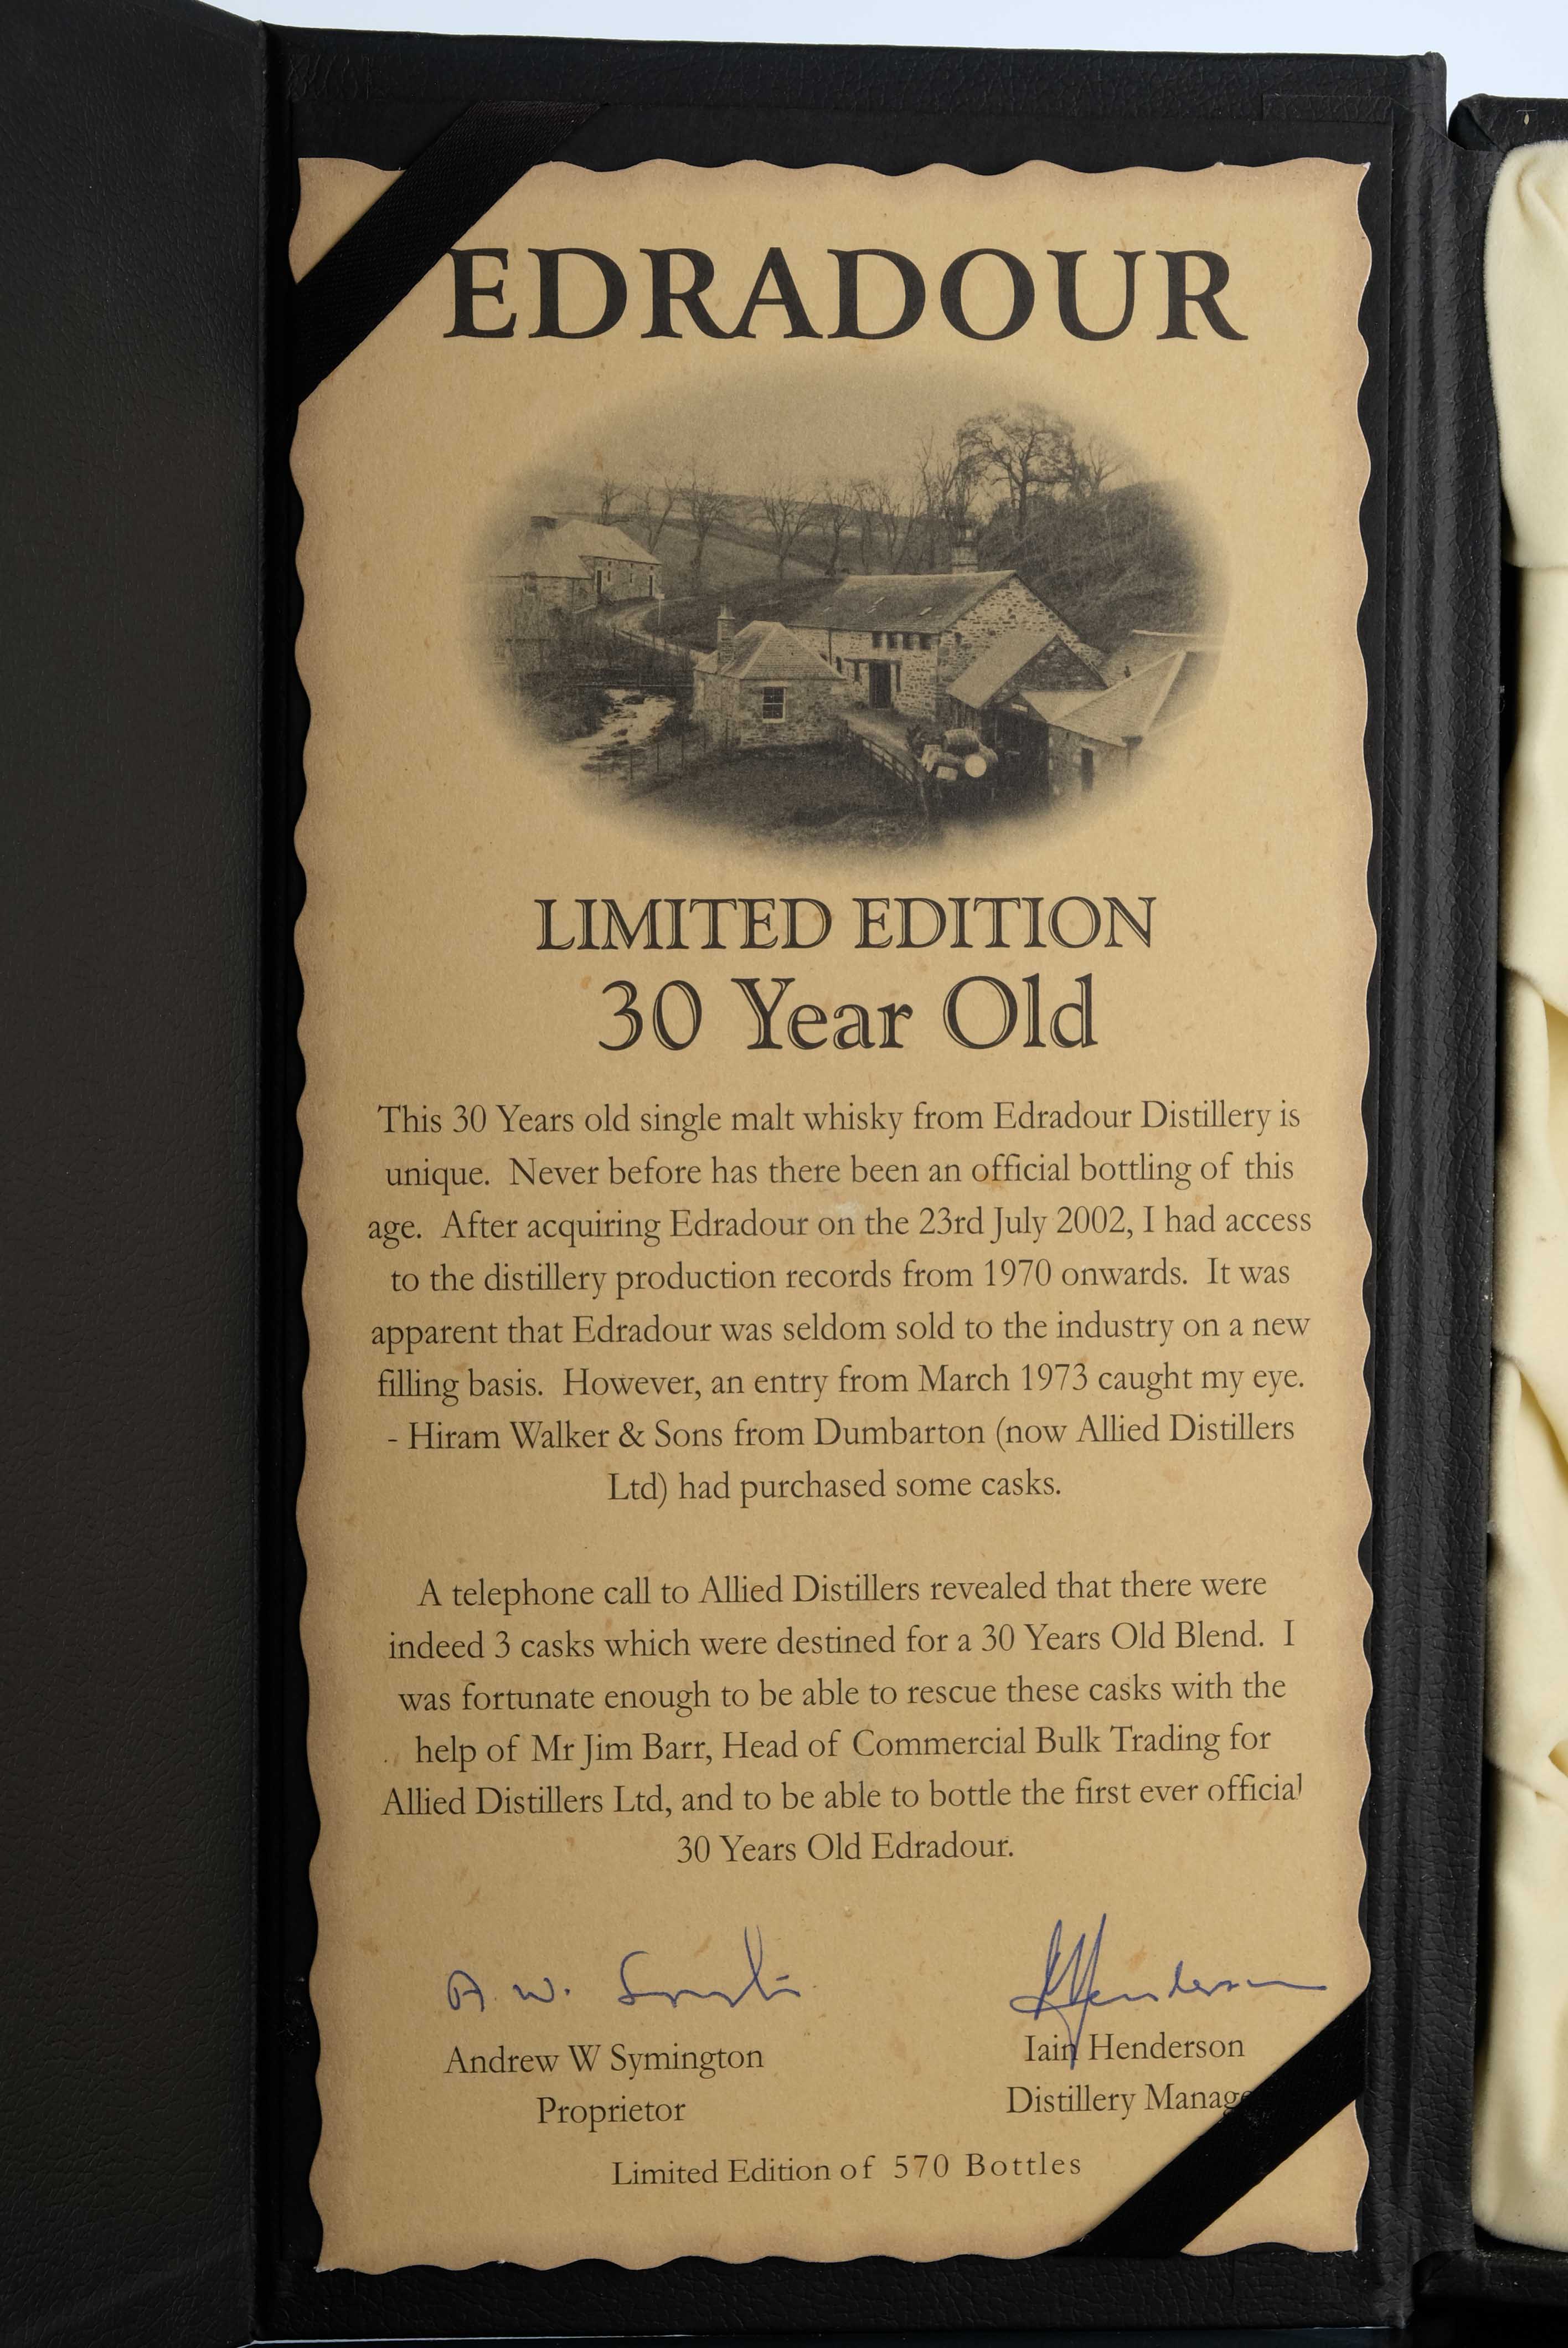 EDRADOUR
LIMITED EDITION
30 Year Old
This 30 Years old single malt whisky from Edradour Distillery is
unique. Never before has there been an official bottling of this
age. After acquiring Edradour on the 23rd July 2002, I had access
to the distillery production records from 1970 onwards. It was
apparent that Edradour was seldom sold to the industry on a new
filling basis. However, an entry from March 1973 caught my eye.
- Hiram Walker & Sons from Dumbarton (now Allied Distillers
Ltd) had purchased some casks.
A telephone call to Allied Distillers revealed that there were
indeed 3 casks which were destined for a 30 Years Old Blend. I
was fortunate enough to be able to rescue these casks with the
help of Mr Jim Barr, Head of Commercial Bulk Trading for
Allied Distillers Ltd, and to be able to bottle the first ever official
30 Years Old Edradour.
A. W. Symington
Henderson
Andrew W Symington
Iain Henderson
Proprietor
Distillery Manag
Limited Edition of 570 Bottles